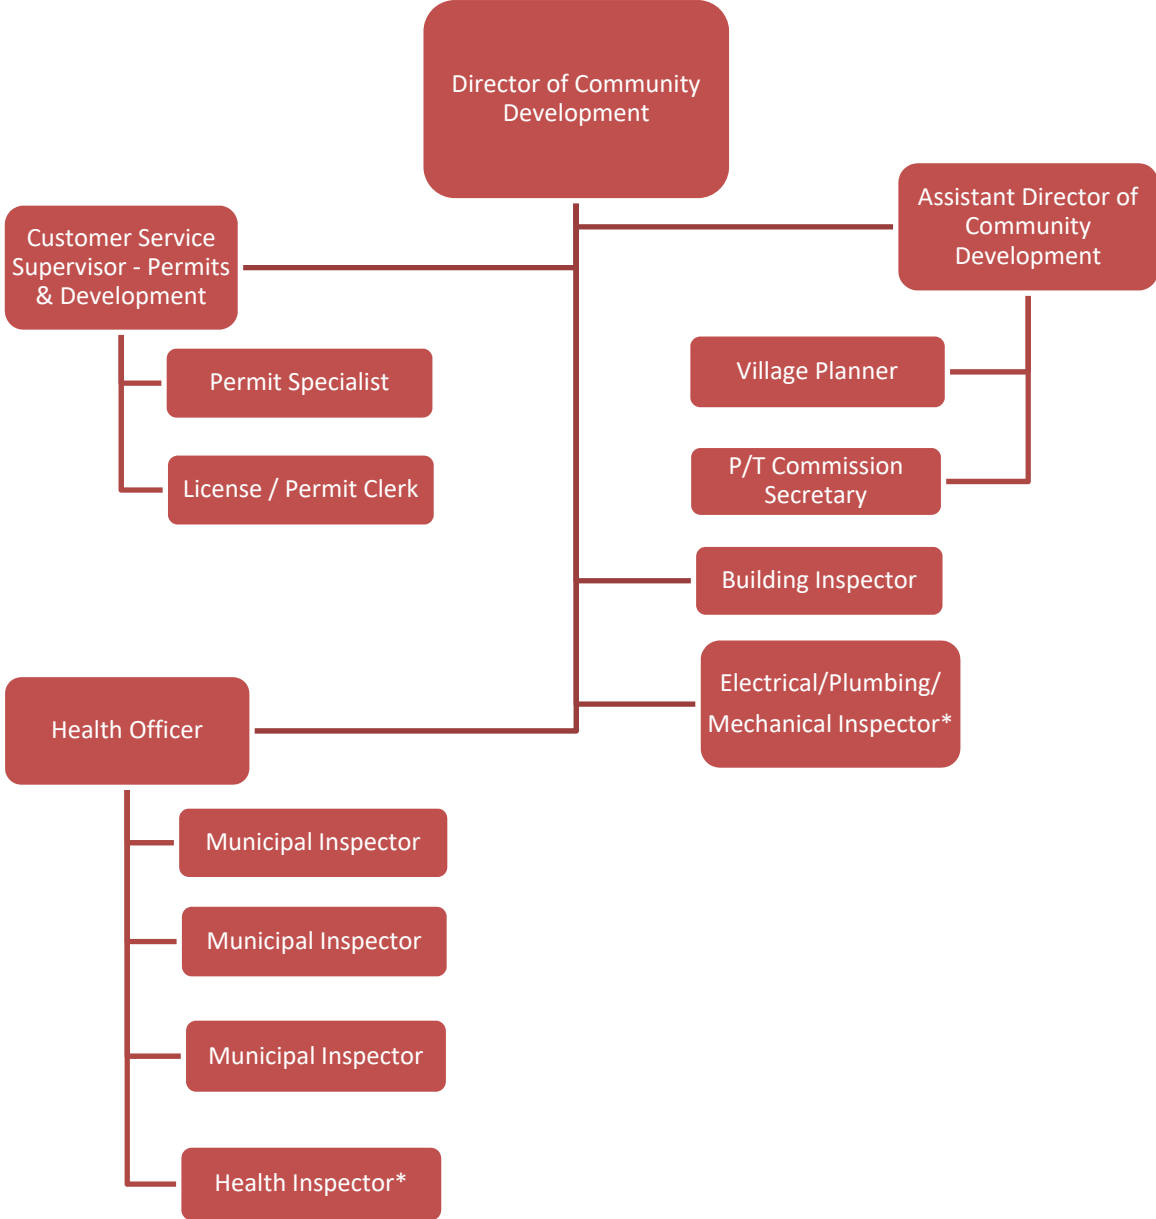 Director of Community
Development
Assistant Director of
Community
Development
Customer Service
Supervisor - Permits
& Development
Permit Specialist
Village Planner
License / Permit Clerk
P/T Commission
Secretary
Building Inspector
Electrical/Plumbing/
Mechanical Inspector*
Health Officer
Municipal Inspector
Municipal Inspector
Municipal Inspector
Health Inspector*